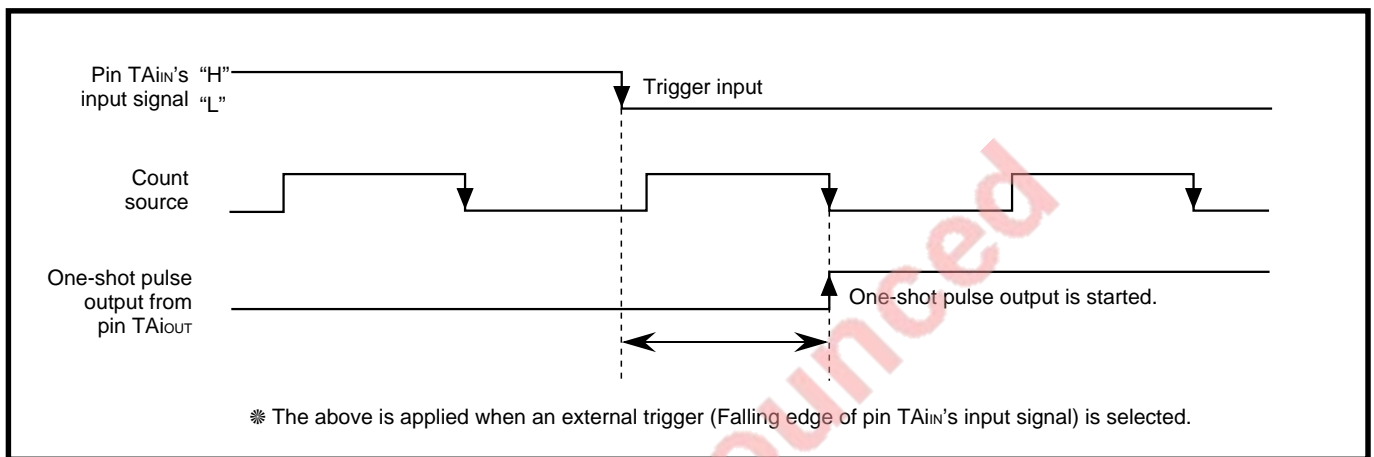 Pin TAiIN's "H"
input signal "L"
Trigger input
Count
source
One-shot pulse
output from
pin TAiOUT
One-shot pulse output is started.
❊ The above is applied when an external trigger (Falling edge of pin TAiIN's input signal) is selected.
ounced